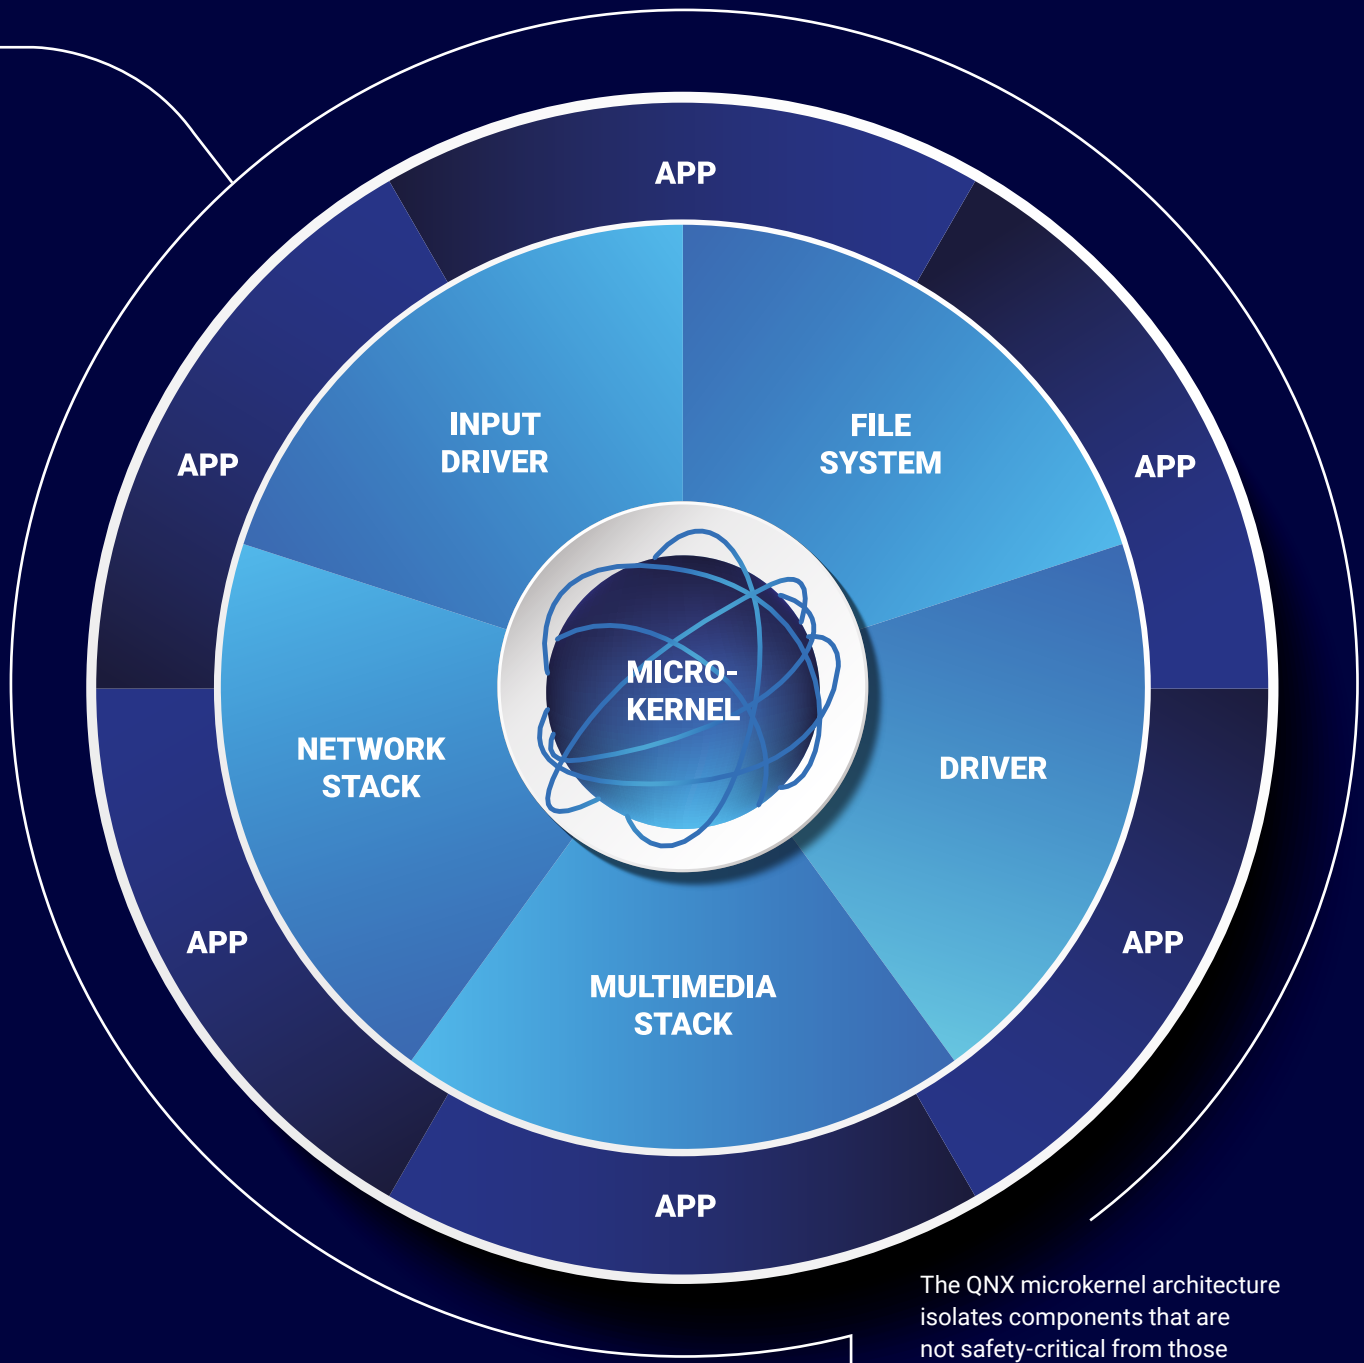 APP
INPUT
DRIVER
FILE
SYSTEM
APP
APP
MICRO-
KERNEL
NETWORK
STACK
DRIVER
APP
APP
MULTIMEDIA
STACK
APP
The QNX microkernel architecture
isolates components that are
not safety-critical from those